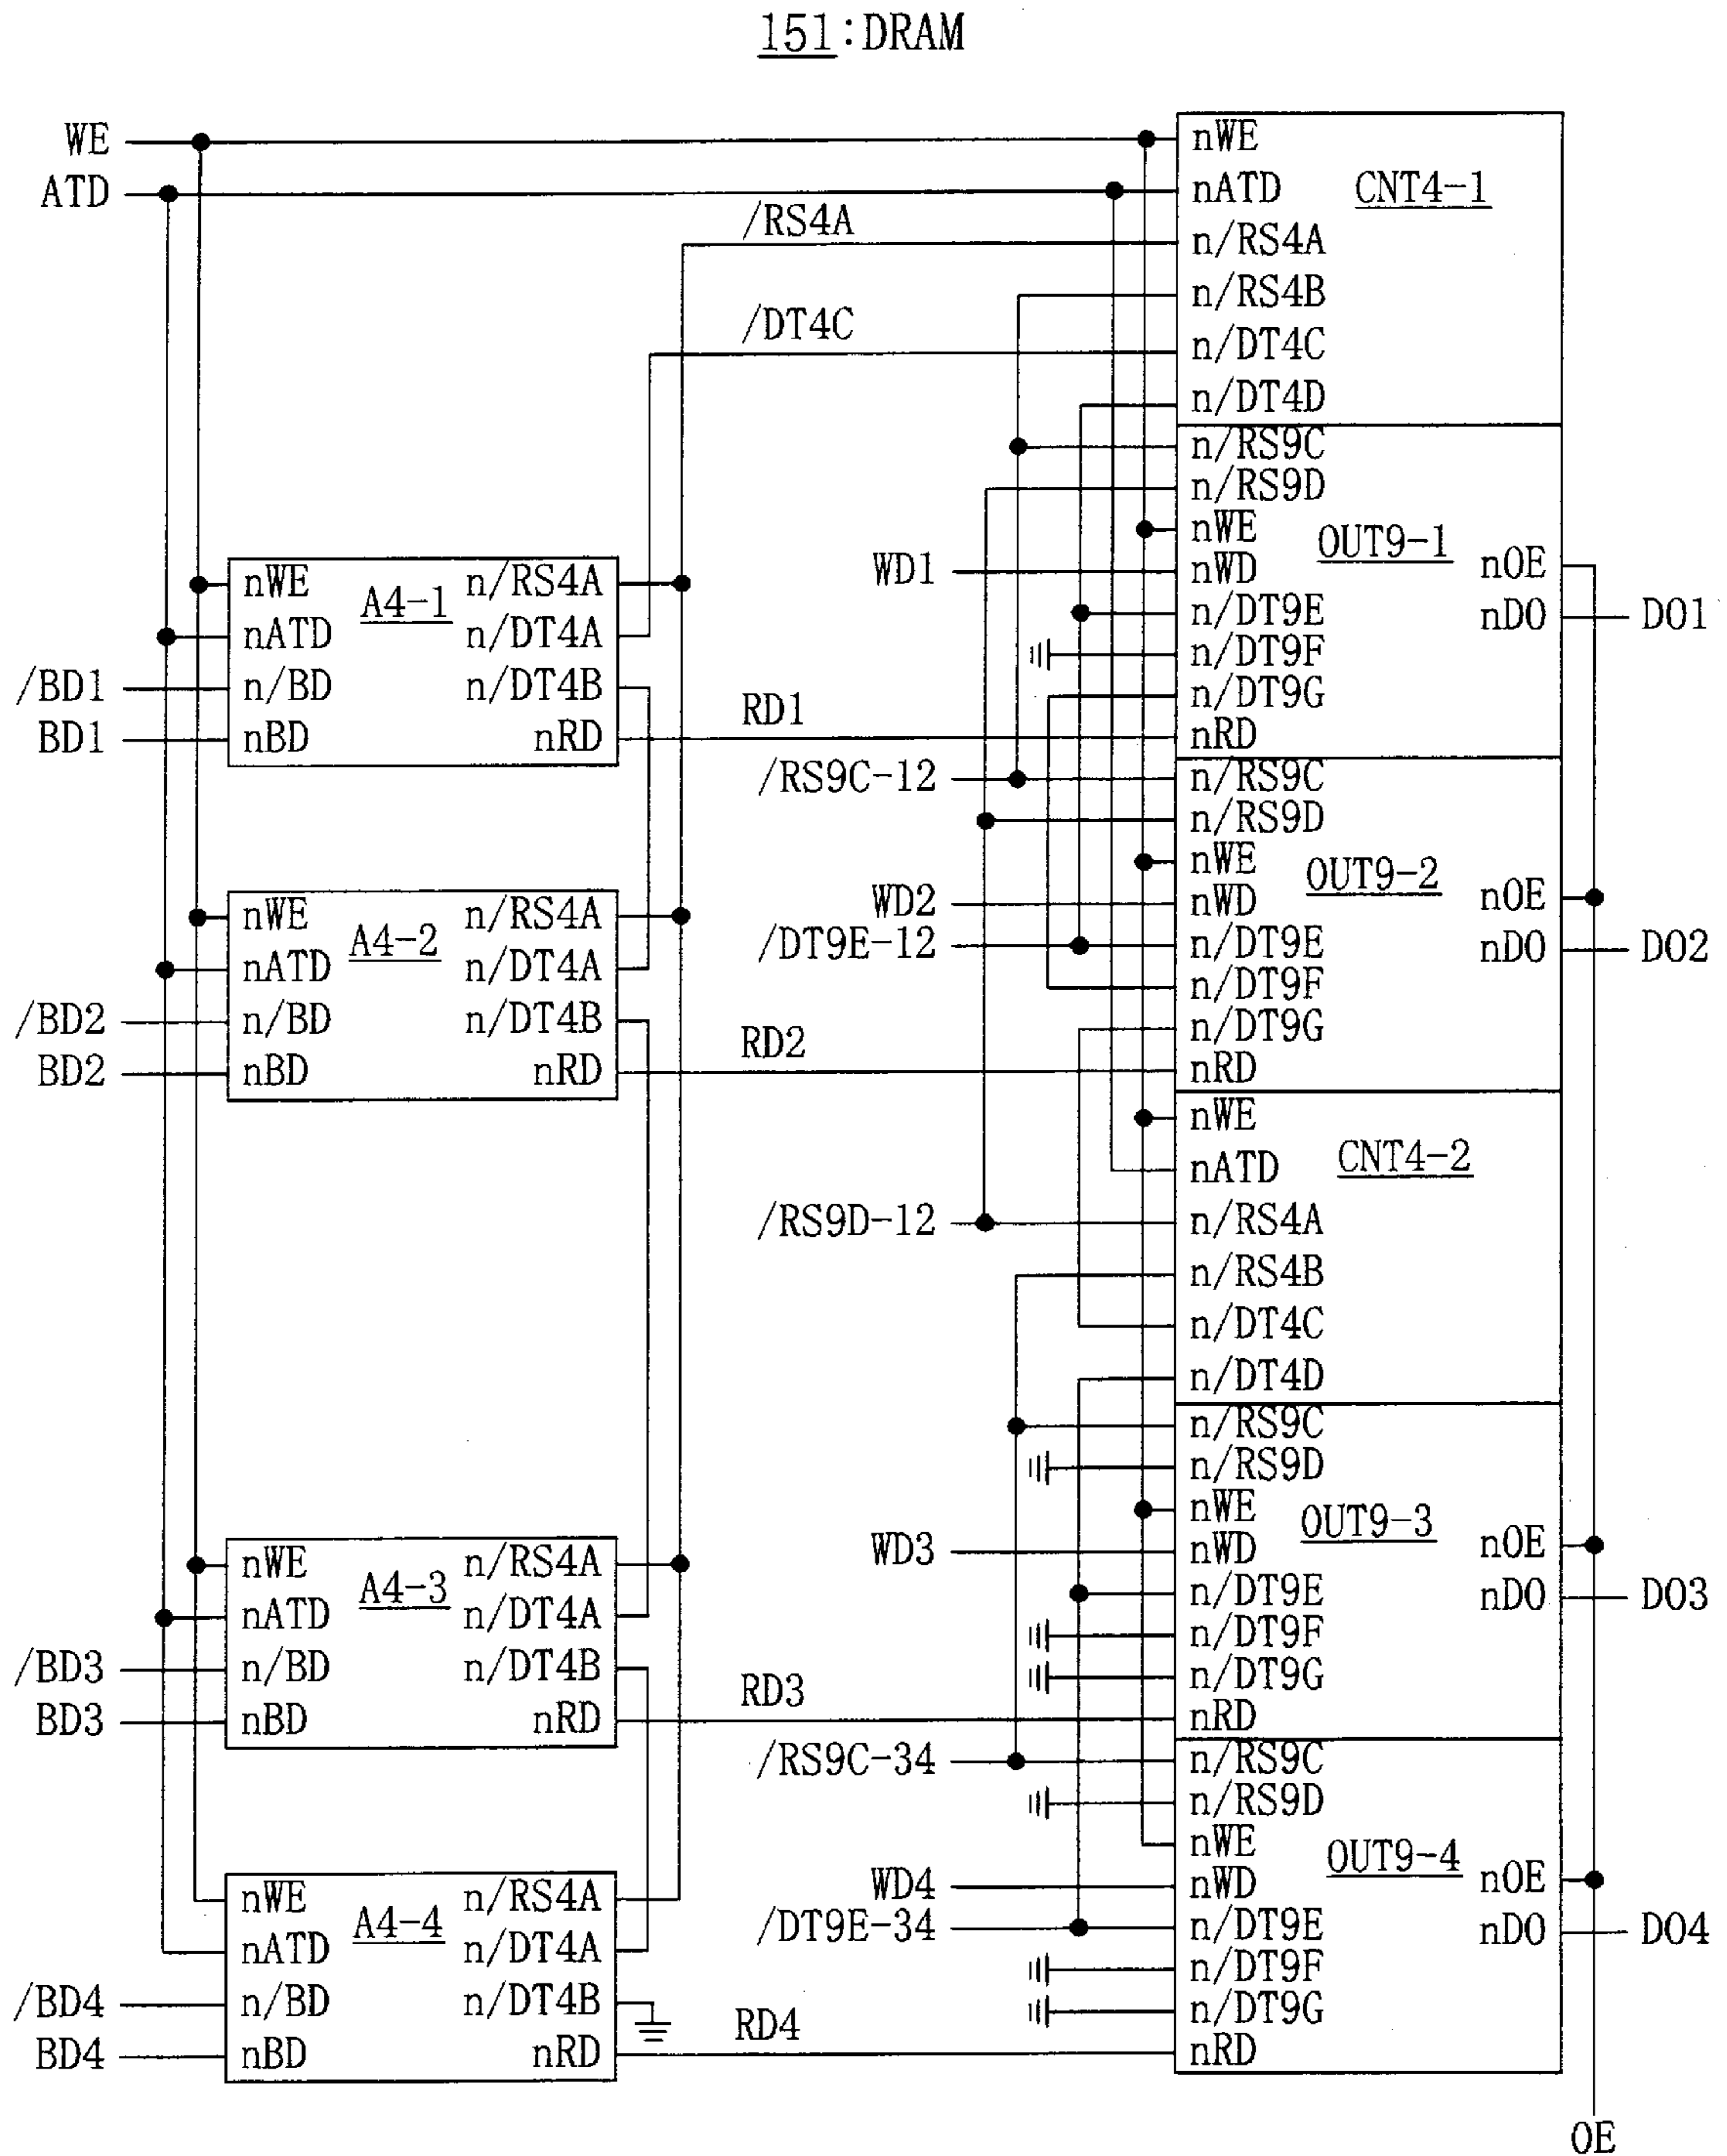 151:DRAM
WE
ATD
/RS4A
/DT4C
nWE
nATD
CNT4-1
n/RS4A
n/RS4B
n/DT4C
n/DT4D
n/RS9C
n/RS9D
nWE
OUT9-1
nOE
WD1
nWD
n/DT9E
nDO
DO1
n/DT9F
n/DT9G
nRD
nWE
A4-1
n/RS4A
nATD
n/DT4A
/BD1
n/BD
n/DT4B
BD1
nBD
nRD
RD1
/RS9C-12
n/RS9C
n/RS9D
nWE
OUT9-2
nOE
WD2
nWD
/DT9E-12
n/DT9E
nDO
DO2
n/DT9F
n/DT9G
nRD
nWE
A4-2
n/RS4A
nATD
n/DT4A
/BD2
n/BD
n/DT4B
BD2
nBD
nRD
RD2
nWE
nATD
CNT4-2
/RS9D-12
n/RS4A
n/RS4B
n/DT4C
n/DT4D
n/RS9C
n/RS9D
nWE
OUT9-3
nOE
WD3
nWD
n/DT9E
nDO
DO3
n/DT9F
n/DT9G
nRD
nWE
A4-3
n/RS4A
nATD
n/DT4A
/BD3
n/BD
n/DT4B
BD3
nBD
nRD
RD3
/RS9C-34
n/RS9C
n/RS9D
nWE
OUT9-4
nOE
WD4
nWD
/DT9E-34
n/DT9E
nDO
DO4
n/DT9F
n/DT9G
nRD
nWE
A4-4
n/RS4A
nATD
n/DT4A
/BD4
n/BD
n/DT4B
BD4
nBD
nRD
RD4
OE